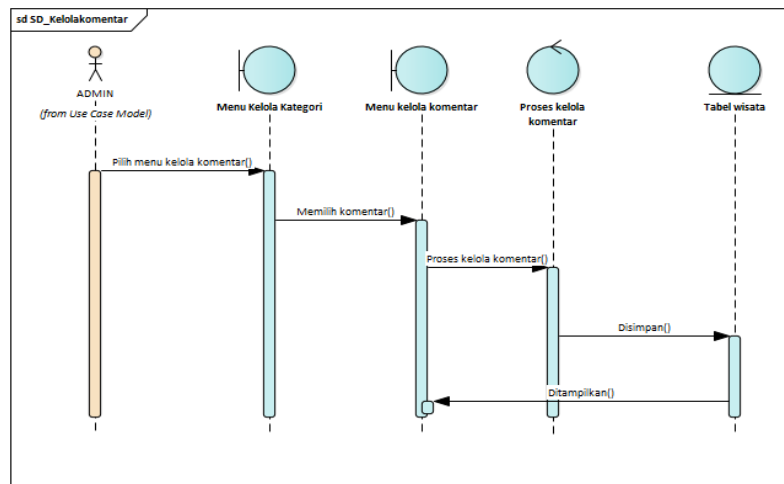 sd SD_Kelolakomentar
ADMIN
(from Use Case Model)
Menu Kelola Kategori
Menu kelola komentar
Proses kelola
komentar
Tabel wisata
Pilih menu kelola komentar()
Memilih komentar()
Proses kelola komentar()
Disimpan()
Ditampilkan()